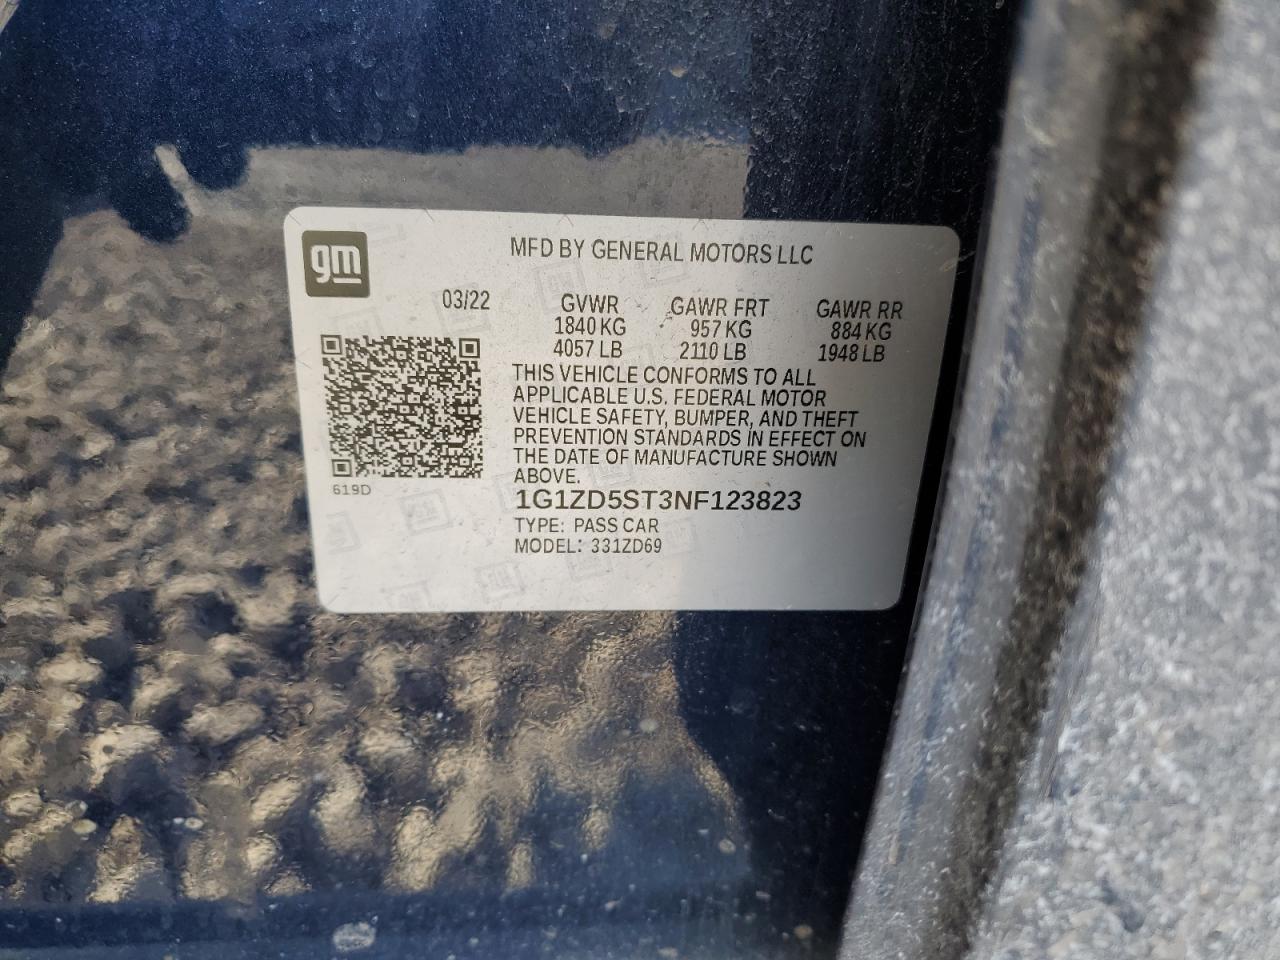 gm
MFD BY GENERAL MOTORS LLC
03/22
GVWR GAWR FRT GAWR RR
1840 KG 957 KG 884 KG
4057 LB 2110 LB 1948 LB
THIS VEHICLE CONFORMS TO ALL
APPLICABLE U.S. FEDERAL MOTOR
VEHICLE SAFETY, BUMPER, AND THEFT
PREVENTION STANDARDS IN EFFECT ON
THE DATE OF MANUFACTURE SHOWN
ABOVE.
619D
1G1ZD5ST3NF123823
TYPE: PASS CAR
MODEL: 331ZD69